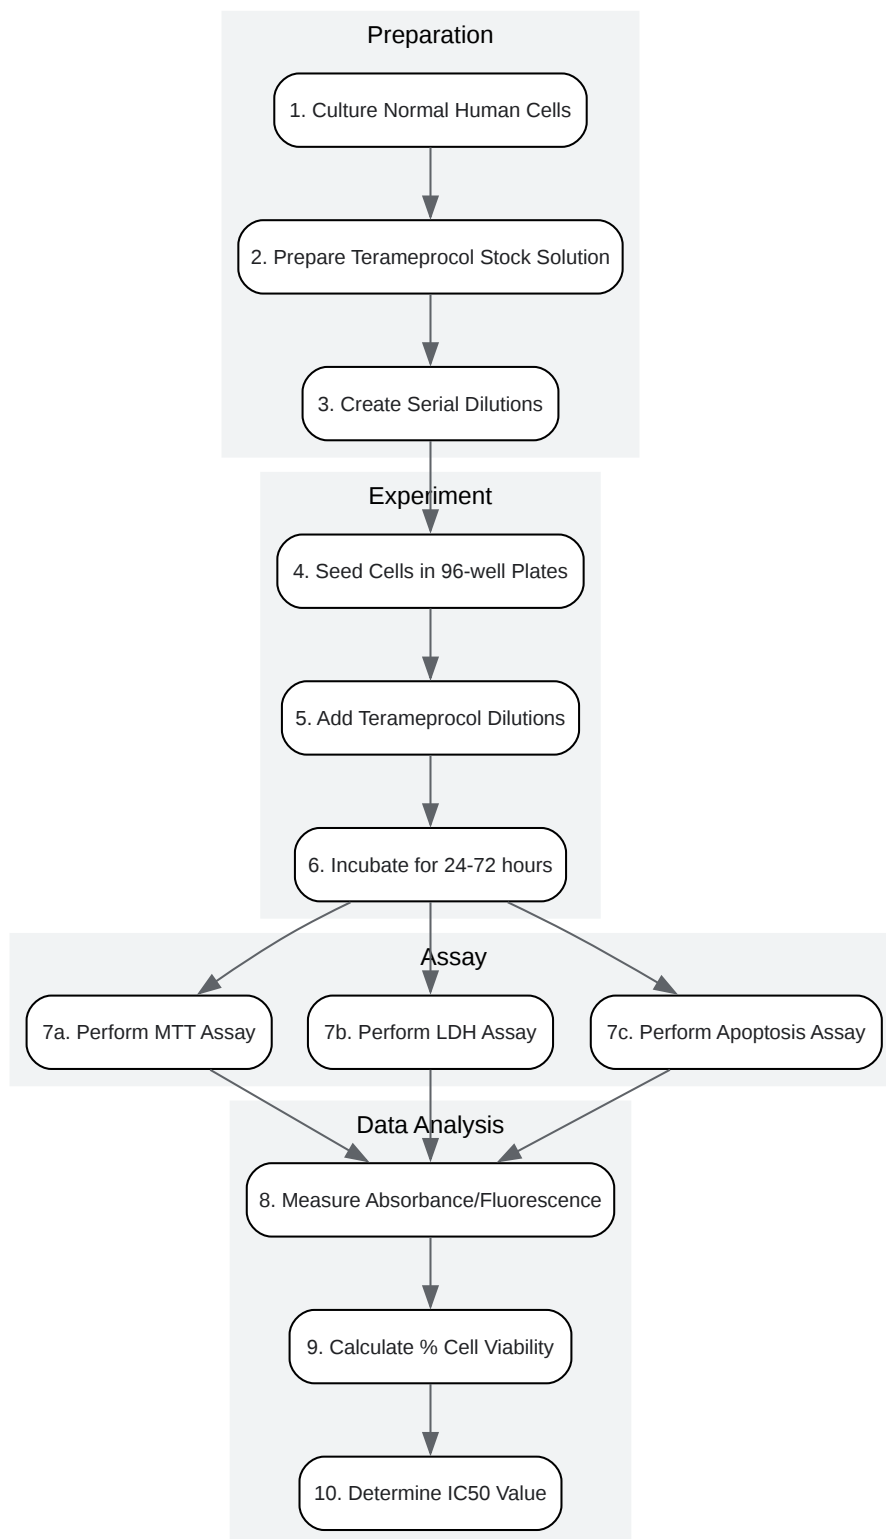 Preparation
1. Culture Normal Human Cells
2. Prepare Terameprocol Stock Solution
3. Create Serial Dilutions
Experiment
4. Seed Cells in 96-well Plates
5. Add Terameprocol Dilutions
6. Incubate for 24-72 hours
Assay
7a. Perform MTT Assay
7b. Perform LDH Assay
7c. Perform Apoptosis Assay
Data Analysis
8. Measure Absorbance/Fluorescence
9. Calculate % Cell Viability
10. Determine IC50 Value